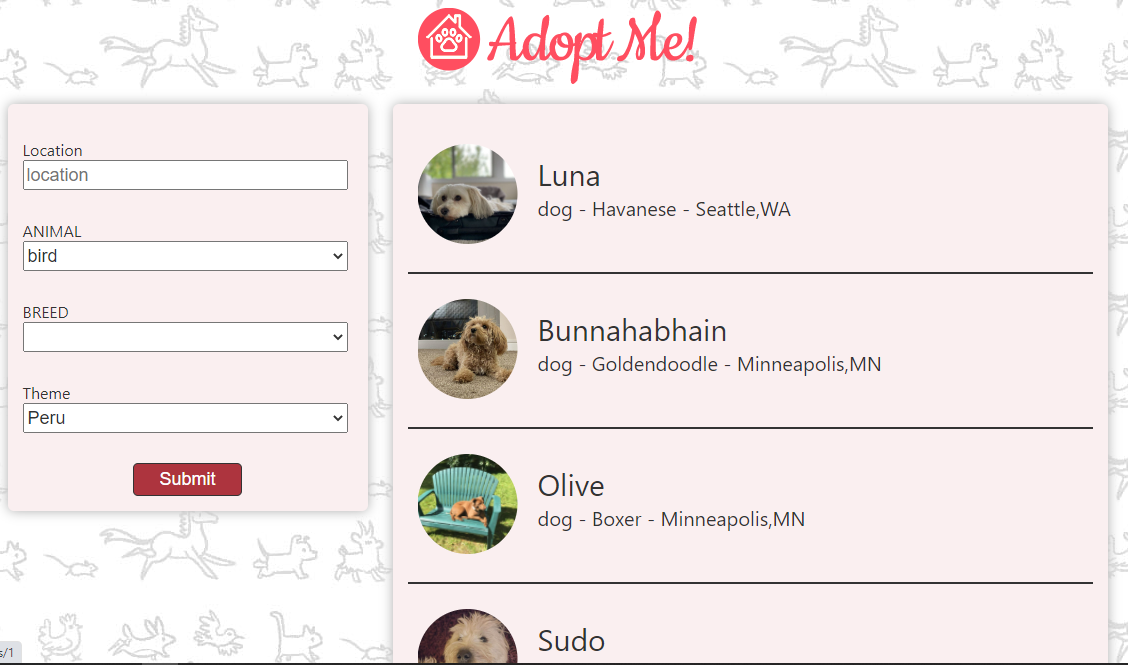 Adopt Me!
Location
location
ANIMAL
bird
BREED
Theme
Peru
Submit
Luna
dog - Havanese - Seattle,WA
Bunnahabhain
dog - Goldendoodle - Minneapolis,MN
Olive
dog - Boxer - Minneapolis,MN
Sudo
s/1